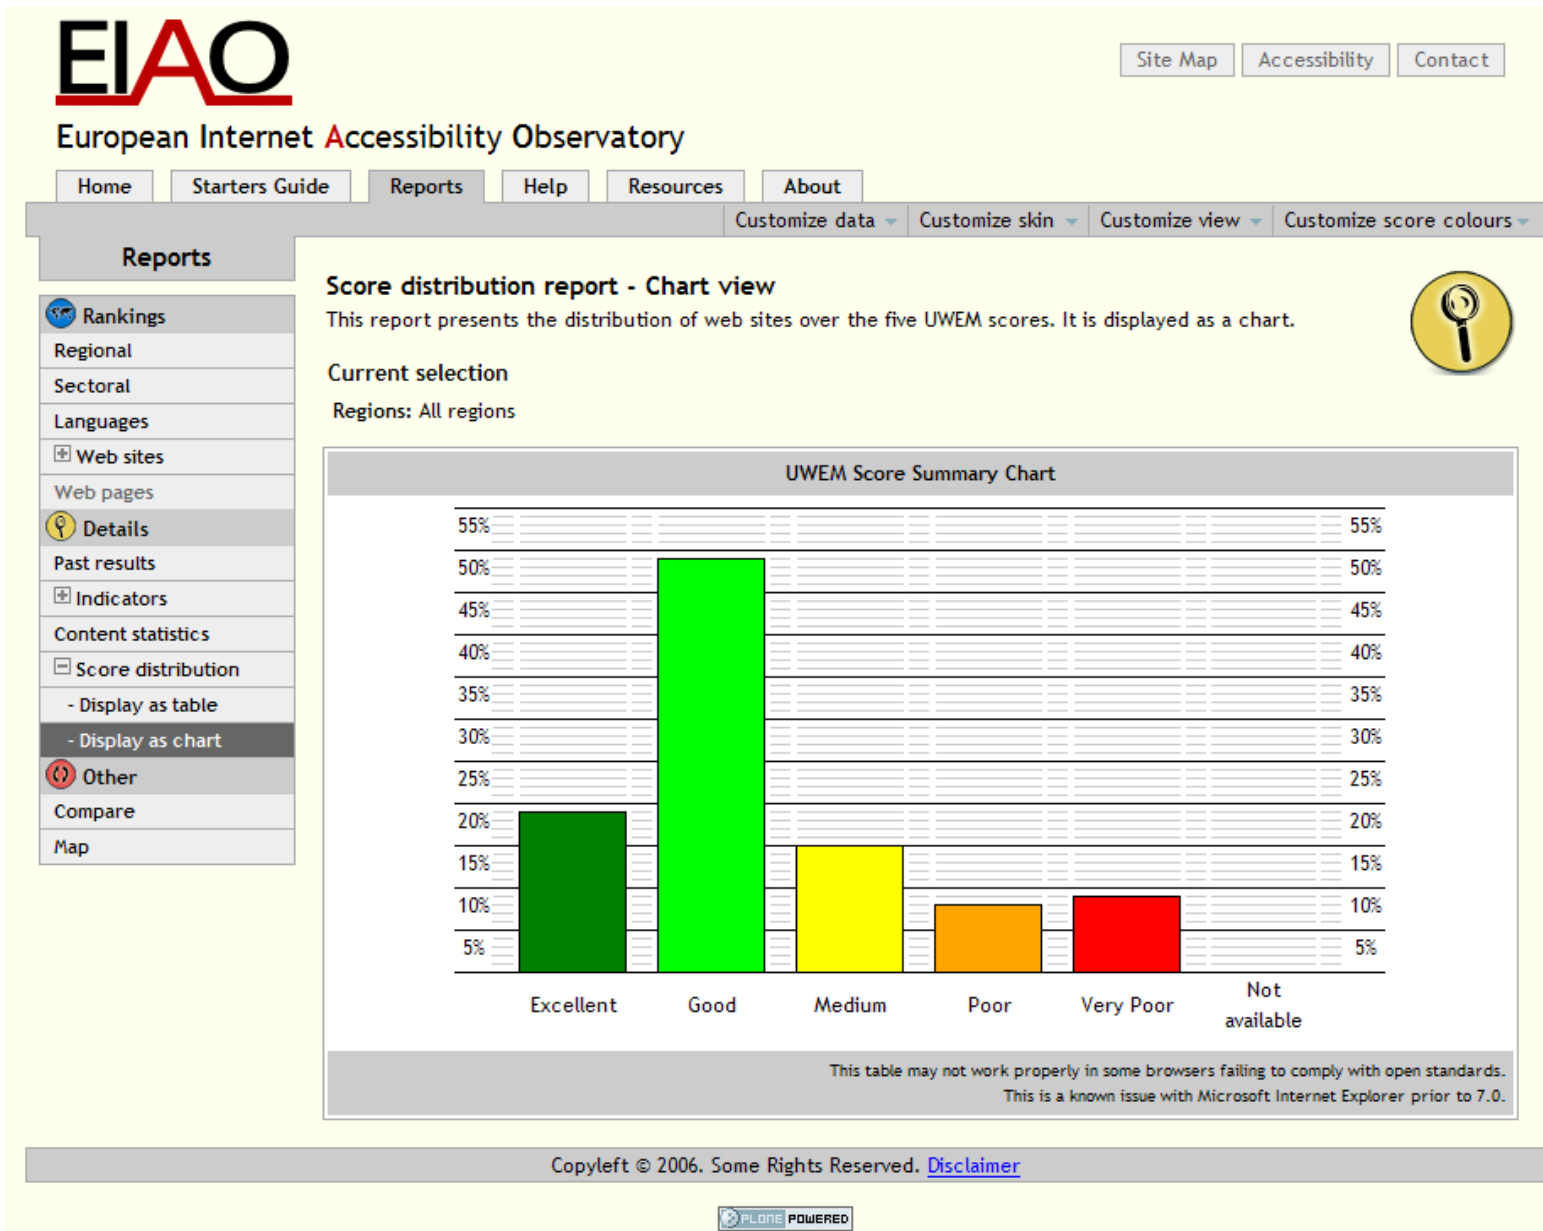 EIAO
Site Map
Accessibility
Contact
European Internet Accessibility Observatory
Home
Starters Guide
Reports
Help
Resources
About
Customize data
Customize skin
Customize view
Customize score colours
Reports
Rankings
Regional
Sectoral
Languages
Web sites
Web pages
Details
Past results
Indicators
Content statistics
Score distribution
- Display as table
- Display as chart
Other
Compare
Map
Score distribution report - Chart view
This report presents the distribution of web sites over the five UWEM scores. It is displayed as a chart.
Current selection
Regions: All regions
UWEM Score Summary Chart
55% 55%
50% 50%
45% 45%
40% 40%
35% 35%
30% 30%
25% 25%
20% 20%
15% 15%
10% 10%
5% 5%
Excellent
Good
Medium
Poor
Very Poor
Not
available
This table may not work properly in some browsers failing to comply with open standards.
This is a known issue with Microsoft Internet Explorer prior to 7.0.
Copyleft © 2006. Some Rights Reserved. Disclaimer
PLONE POWERED